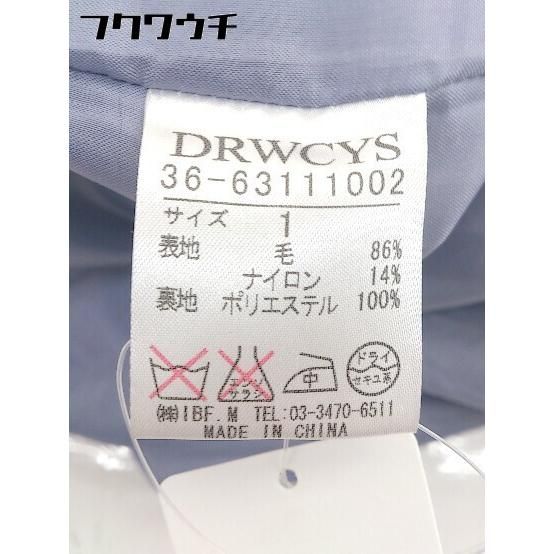 フクワウチ
DRWCYS
36-63111002
サイズ 1
表地 毛 86%
ナイロン 14%
裏地 ポリエステル 100%
エンソ サラシ 中 ドライ セキユ系
㈱IBF.M TEL:03-3470-6511
MADE IN CHINA